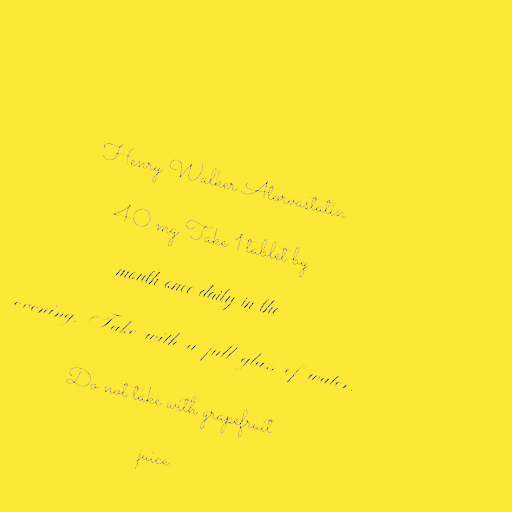 Henry Walker Atorvastatin
40 mg Take 1 tablet by
mouth once daily in the
evening. Take with a full glass of water.
Do not take with grapefruit
juice